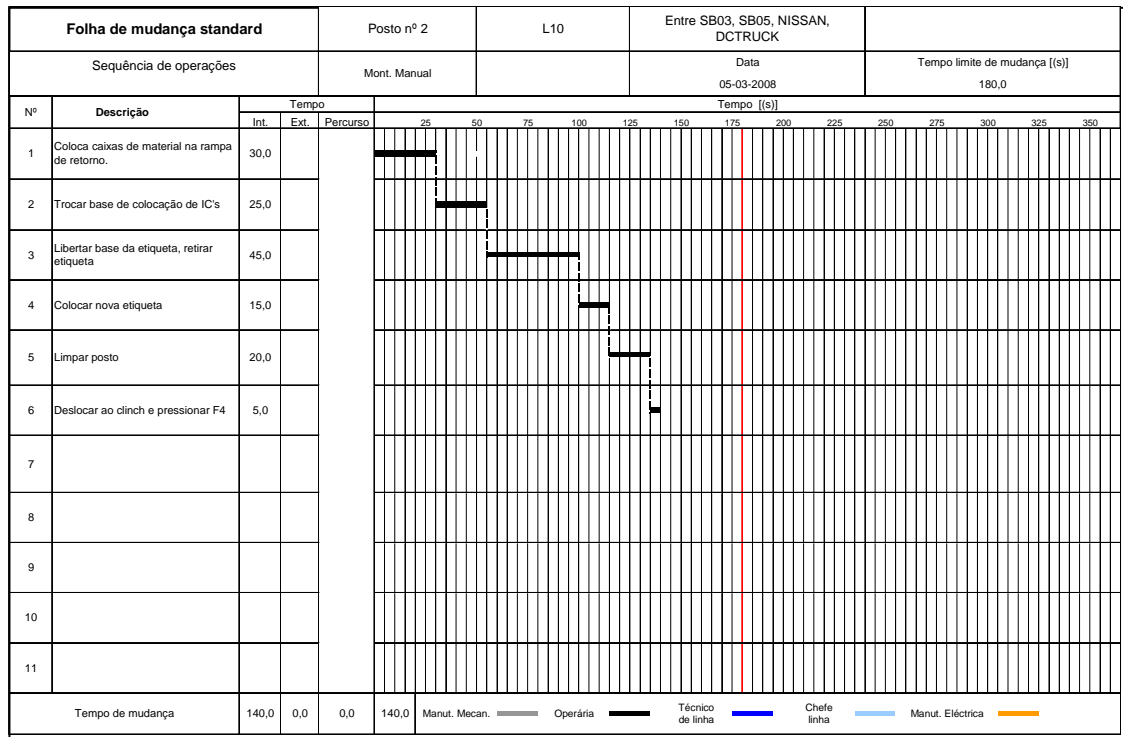 Folha de mudança standard
Posto nº 2
L10
Entre SB03, SB05, NISSAN,
DCTRUCK
Sequência de operações
Mont. Manual
Data
05-03-2008
Tempo limite de mudança [(s)]
180,0
Nº
Descrição
Tempo
Tempo [(s)]
Int. Ext. Percurso
25 50 75 100 125 150 175 200 225 250 275 300 325 350
1 Coloca caixas de material na rampa
de retorno. 30,0
2 Trocar base de colocação de IC's 25,0
3 Libertar base da etiqueta, retirar
etiqueta 45,0
4 Colocar nova etiqueta 15,0
5 Limpar posto 20,0
6 Deslocar ao clinch e pressionar F4 5,0
7
8
9
10
11
Tempo de mudança 140,0 0,0 0,0 140,0 Manut. Mecan. Operária Técnico
de linha Chefe
linha Manut. Eléctrica